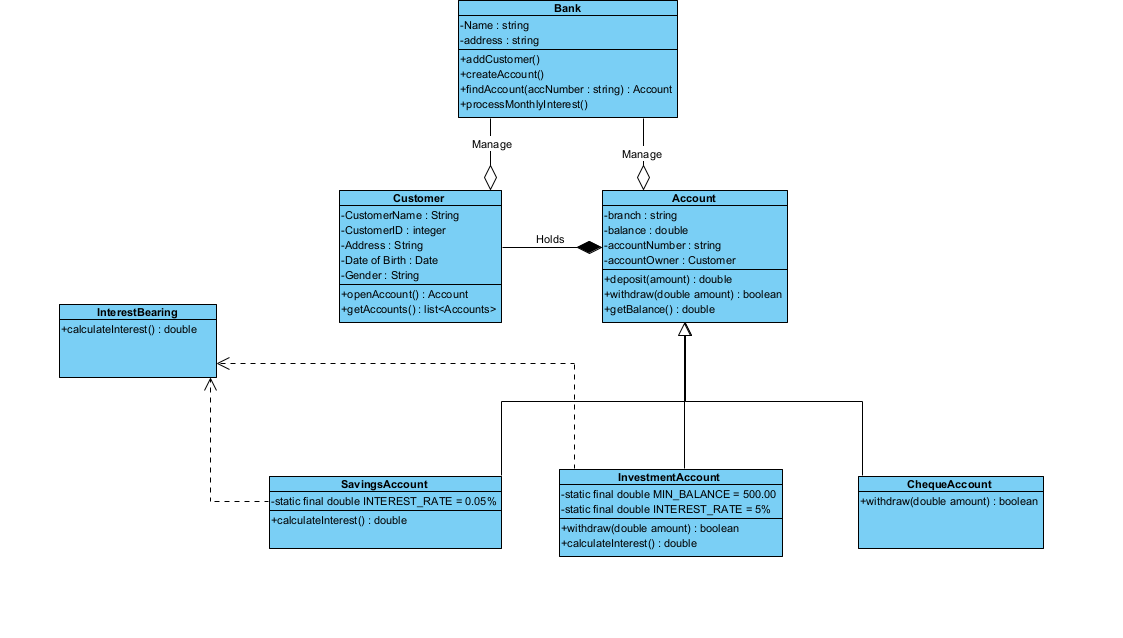 Bank
-Name : string
-address : string
+addCustomer()
+createAccount()
+findAccount(accNumber : string) : Account
+processMonthlyInterest()
Manage
Manage
Customer
-CustomerName : String
-CustomerID : integer
-Address : String
-Date of Birth : Date
-Gender : String
+openAccount() : Account
+getAccounts() : list<Accounts>
Holds
Account
-branch : string
-balance : double
-accountNumber : string
-accountOwner : Customer
+deposit(amount) : double
+withdraw(double amount) : boolean
+getBalance() : double
InterestBearing
+calculateInterest() : double
SavingsAccount
-static final double INTEREST_RATE = 0.05%
+calculateInterest() : double
InvestmentAccount
-static final double MIN_BALANCE = 500.00
-static final double INTEREST_RATE = 5%
+withdraw(double amount) : boolean
+calculateInterest() : double
ChequeAccount
+withdraw(double amount) : boolean